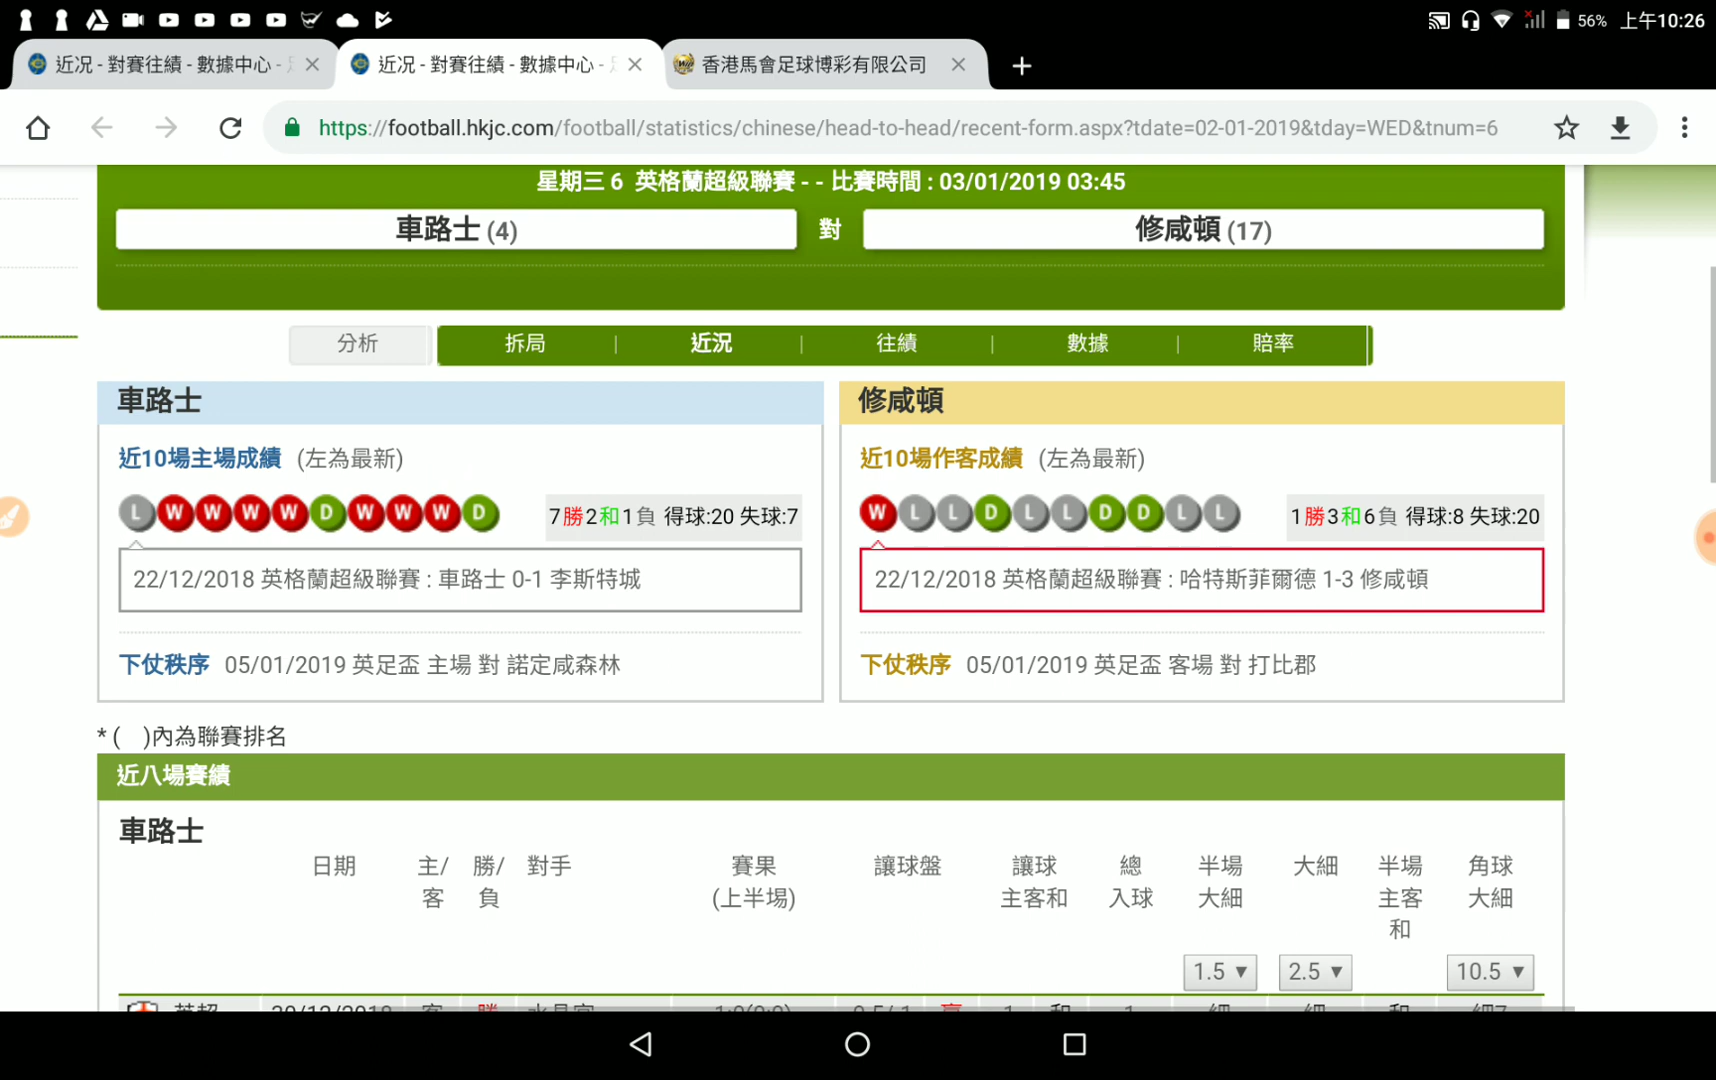 56% 上午10:26
近況 - 對賽往績 - 數據中心 -
近況 - 對賽往績 - 數據中心 -
香港馬會足球博彩有限公司
https://football.hkjc.com/football/statistics/chinese/head-to-head/recent-form.aspx?tdate=02-01-2019&tday=WED&tnum=6
星期三 6 英格蘭超級聯賽 - - 比賽時間 : 03/01/2019 03:45
車路士 (4) 對 修咸頓 (17)
分析 拆局 | 近況 | 往績 | 數據 | 賠率
車路士
近10場主場成績 (左為最新)
L W W W W D W W W D 7勝2和1負 得球:20 失球:7
22/12/2018 英格蘭超級聯賽 : 車路士 0-1 李斯特城
下仗秩序 05/01/2019 英足盃 主場 對 諾定咸森林
修咸頓
近10場作客成績 (左為最新)
W L L D L L D D L L 1勝3和6負 得球:8 失球:20
22/12/2018 英格蘭超級聯賽 : 哈特斯菲爾德 1-3 修咸頓
下仗秩序 05/01/2019 英足盃 客場 對 打比郡
* ( )內為聯賽排名
近八場賽績
車路士
日期 主/ 勝/ 對手 賽果 讓球盤 讓球 總 半場 大細 半場 角球
客 負 (上半場) 主客和 入球 大細 主客 大細
和
1.5 ▼ 2.5 ▼ 10.5 ▼